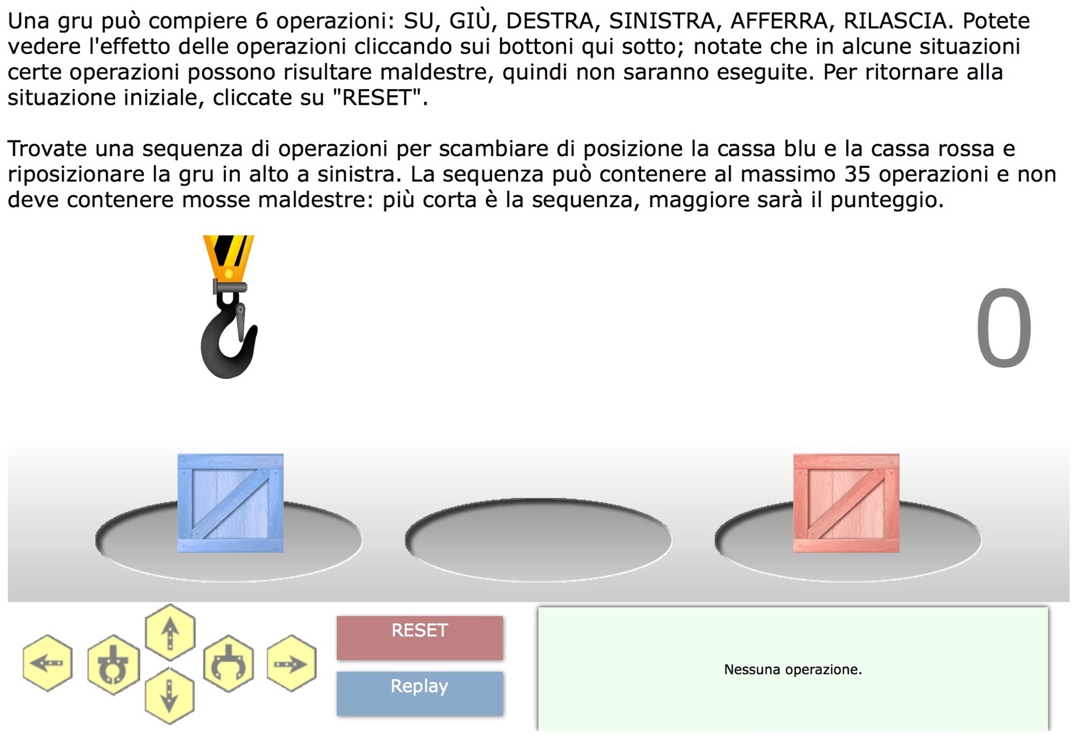 Una gru può compiere 6 operazioni: SU, GIÙ, DESTRA, SINISTRA, AFFERRA, RILASCIA. Potete
vedere l'effetto delle operazioni cliccando sui bottoni qui sotto; notate che in alcune situazioni
certe operazioni possono risultare maldestre, quindi non saranno eseguite. Per ritornare alla
situazione iniziale, cliccate su "RESET".
Trovate una sequenza di operazioni per scambiare di posizione la cassa blu e la cassa rossa e
riposizionare la gru in alto a sinistra. La sequenza può contenere al massimo 35 operazioni e non
deve contenere mosse maldestre: più corta è la sequenza, maggiore sarà il punteggio.
0
RESET
Replay
Nessuna operazione.